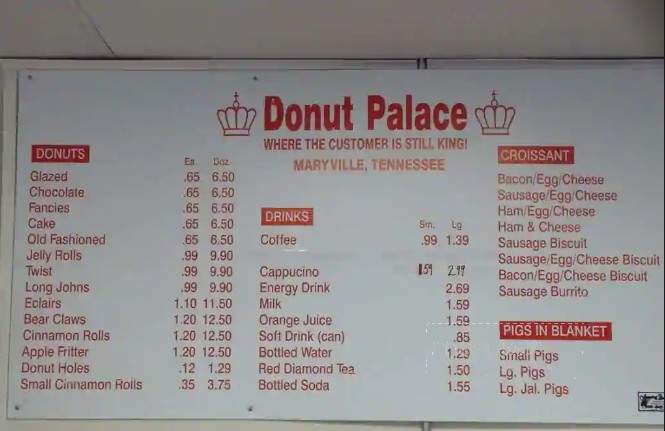 Donut Palace
WHERE THE CUSTOMER IS STILL KING!
MARYVILLE, TENNESSEE
DONUTS
Ea. Doz.
Glazed .65 6.50
Chocolate .65 6.50
Fancies .65 6.50
Cake .65 6.50
Old Fashioned .65 6.50
Jelly Rolls .99 9.90
Twist .99 9.90
Long Johns .99 9.90
Eclairs 1.10 11.50
Bear Claws 1.20 12.50
Cinnamon Rolls 1.20 12.50
Apple Fritter 1.20 12.50
Donut Holes .12 1.29
Small Cinnamon Rolls .35 3.75
DRINKS
Sm. Lg
Coffee .99 1.39
Cappucino 1.59 2.19
Energy Drink 2.69
Milk 1.59
Orange Juice 1.59
Soft Drink (can) .85
Bottled Water 1.29
Red Diamond Tea 1.50
Bottled Soda 1.55
CROISSANT
Bacon/Egg/Cheese
Sausage/Egg/Cheese
Ham/Egg/Cheese
Ham & Cheese
Sausage Biscuit
Sausage/Egg/Cheese Biscuit
Bacon/Egg/Cheese Biscuit
Sausage Burrito
PIGS IN BLANKET
Small Pigs
Lg. Pigs
Lg. Jal. Pigs